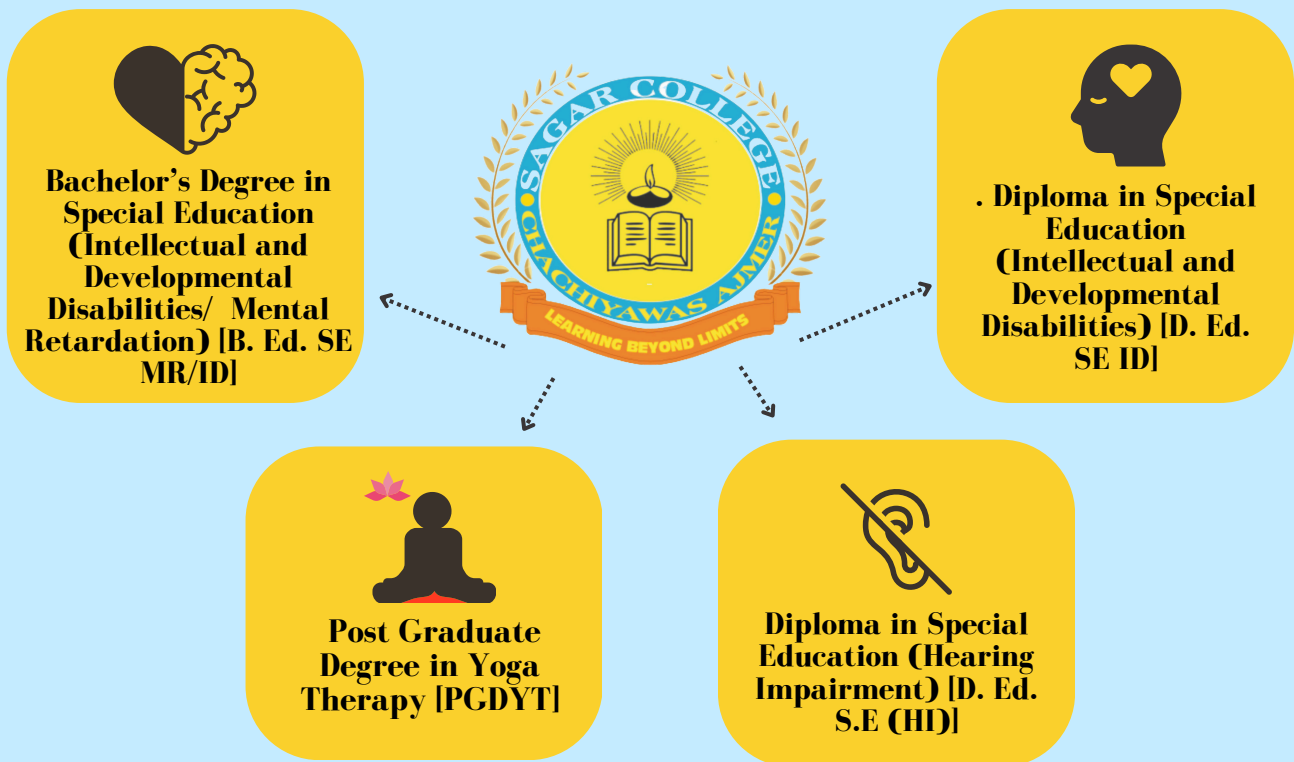 SAGAR COLLEGE
CHACHIYAWAS AJMER
LEARNING BEYOND LIMITS
Bachelor’s Degree in
Special Education
(Intellectual and
Developmental
Disabilities/ Mental
Retardation) [B. Ed. SE
MR/ID]
. Diploma in Special
Education
(Intellectual and
Developmental
Disabilities) [D. Ed.
SE ID]
Post Graduate
Degree in Yoga
Therapy [PGDYT]
Diploma in Special
Education (Hearing
Impairment) [D. Ed.
S.E (HI)]